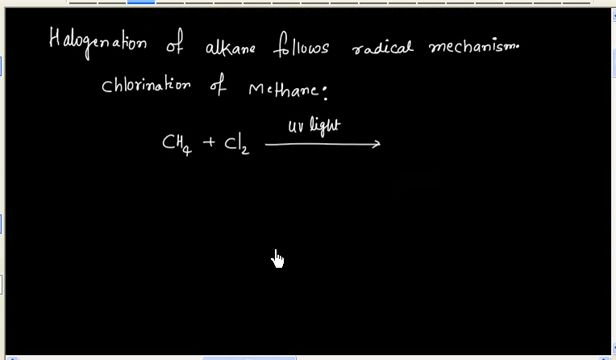 Halogenation of alkane follows radical mechanism.
Chlorination of Methane:
uv light
CH₄ + Cl₂ ⟶